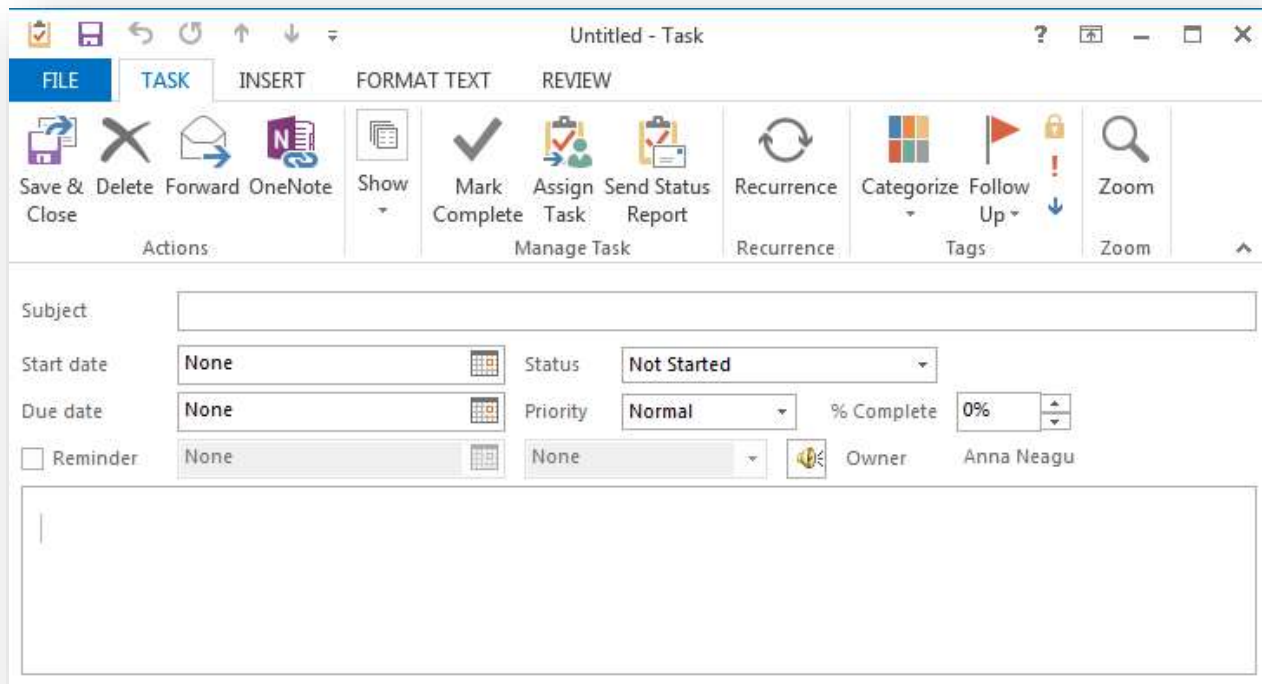 Untitled - Task
?
FILE TASK INSERT FORMAT TEXT REVIEW
Save & Close
Delete
Forward
OneNote
Show
Mark Complete
Assign Task
Send Status Report
Recurrence
Categorize
Follow Up
!
Zoom
Actions Manage Task Recurrence Tags Zoom
Subject
Start date None Status Not Started
Due date None Priority Normal % Complete 0%
Reminder None None Owner Anna Neagu